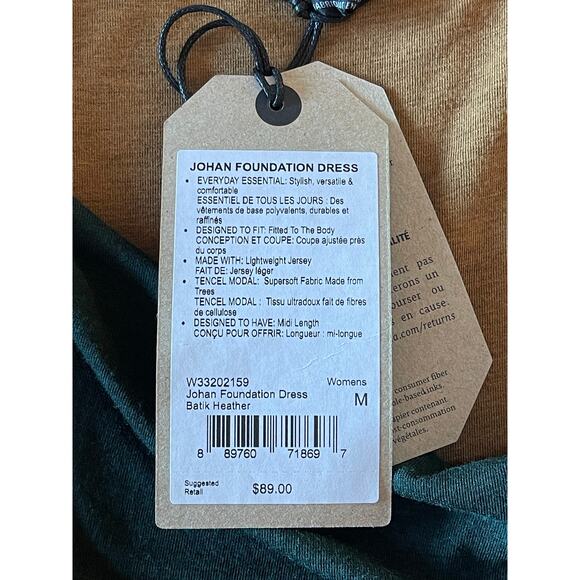 JOHAN FOUNDATION DRESS
• EVERYDAY ESSENTIAL: Stylish, versatile &
comfortable
ESSENTIEL DE TOUS LES JOURS : Des
vêtements de base polyvalents, durables et
raffinés
• DESIGNED TO FIT: Fitted To The Body
CONCEPTION ET COUPE: Coupe ajustée près
du corps
• MADE WITH: Lightweight Jersey
FAIT DE: Jersey léger
• TENCEL MODAL: Supersoft Fabric Made from
Trees
TENCEL MODAL : Tissu ultradoux fait de fibres
de cellulose
• DESIGNED TO HAVE: Midi Length
CONÇU POUR OFFRIR: Longueur : mi-longue
W33202159 Womens
Johan Foundation Dress M
Batik Heather
8 89760 71869 7
Suggested
Retail $89.00
ALITÉ
ient pas
erons un
ourser ou
en cause.
.com/returns
consumer fiber
le-based inks.
apier contenant
st-consommation
végétales.